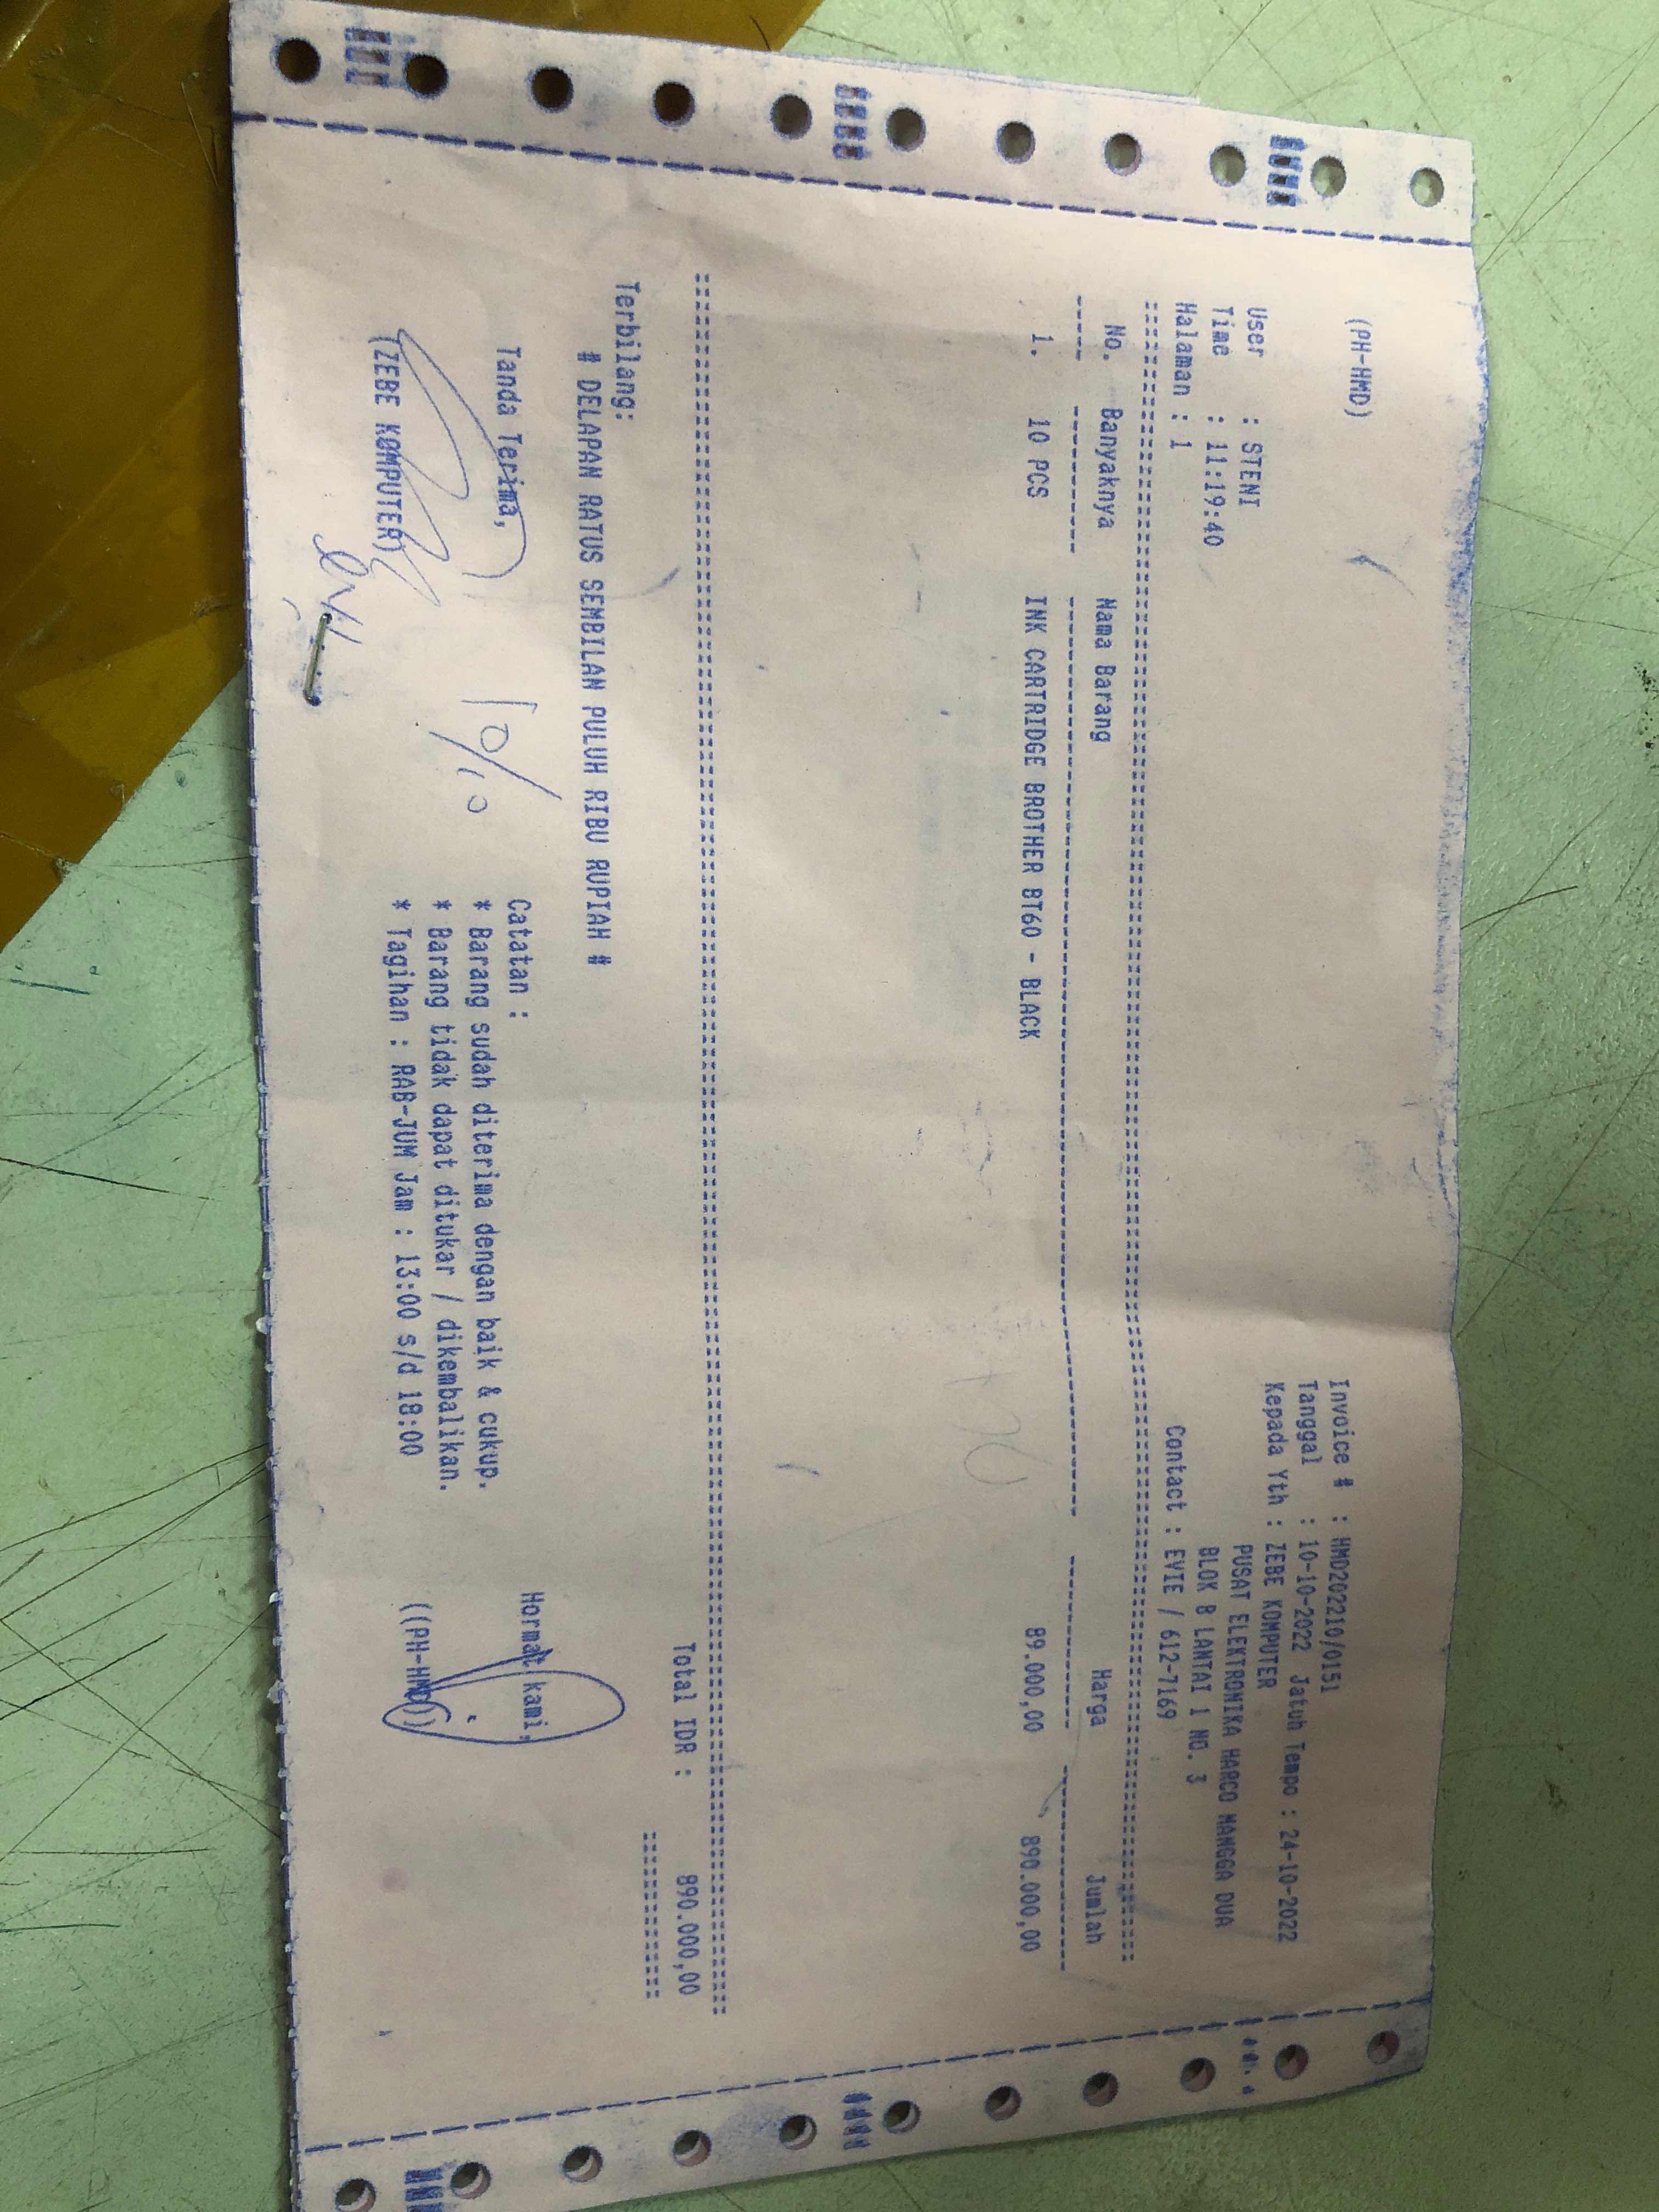 (PH-HMD)
Invoice # : HMD202210/0151
Tanggal : 10-10-2022 Jatuh Tempo : 24-10-2022
User : STENI
Kepada Yth : ZEBE KOMPUTER
Time : 11:19:40
PUSAT ELEKTRONIKA HARCO MANGGA DUA
Halaman : 1
BLOK B LANTAI 1 NO. 3
Contact : EVIE / 612-7169
No. Banyaknya Nama Barang Harga Jumlah
1. 10 PCS INK CARTRIDGE BROTHER BT60 - BLACK 89.000,00 890.000,00
Total IDR : 890.000,00
Terbilang:
# DELAPAN RATUS SEMBILAN PULUH RIBU RUPIAH #
Tanda Terima,
Catatan :
Hormat kami,
* Barang sudah diterima dengan baik & cukup.
* Barang tidak dapat ditukar / dikembalikan.
* Tagihan : RAB-JUM Jam : 13:00 s/d 18:00
(ZEBE KOMPUTER)
((PH-HMD))